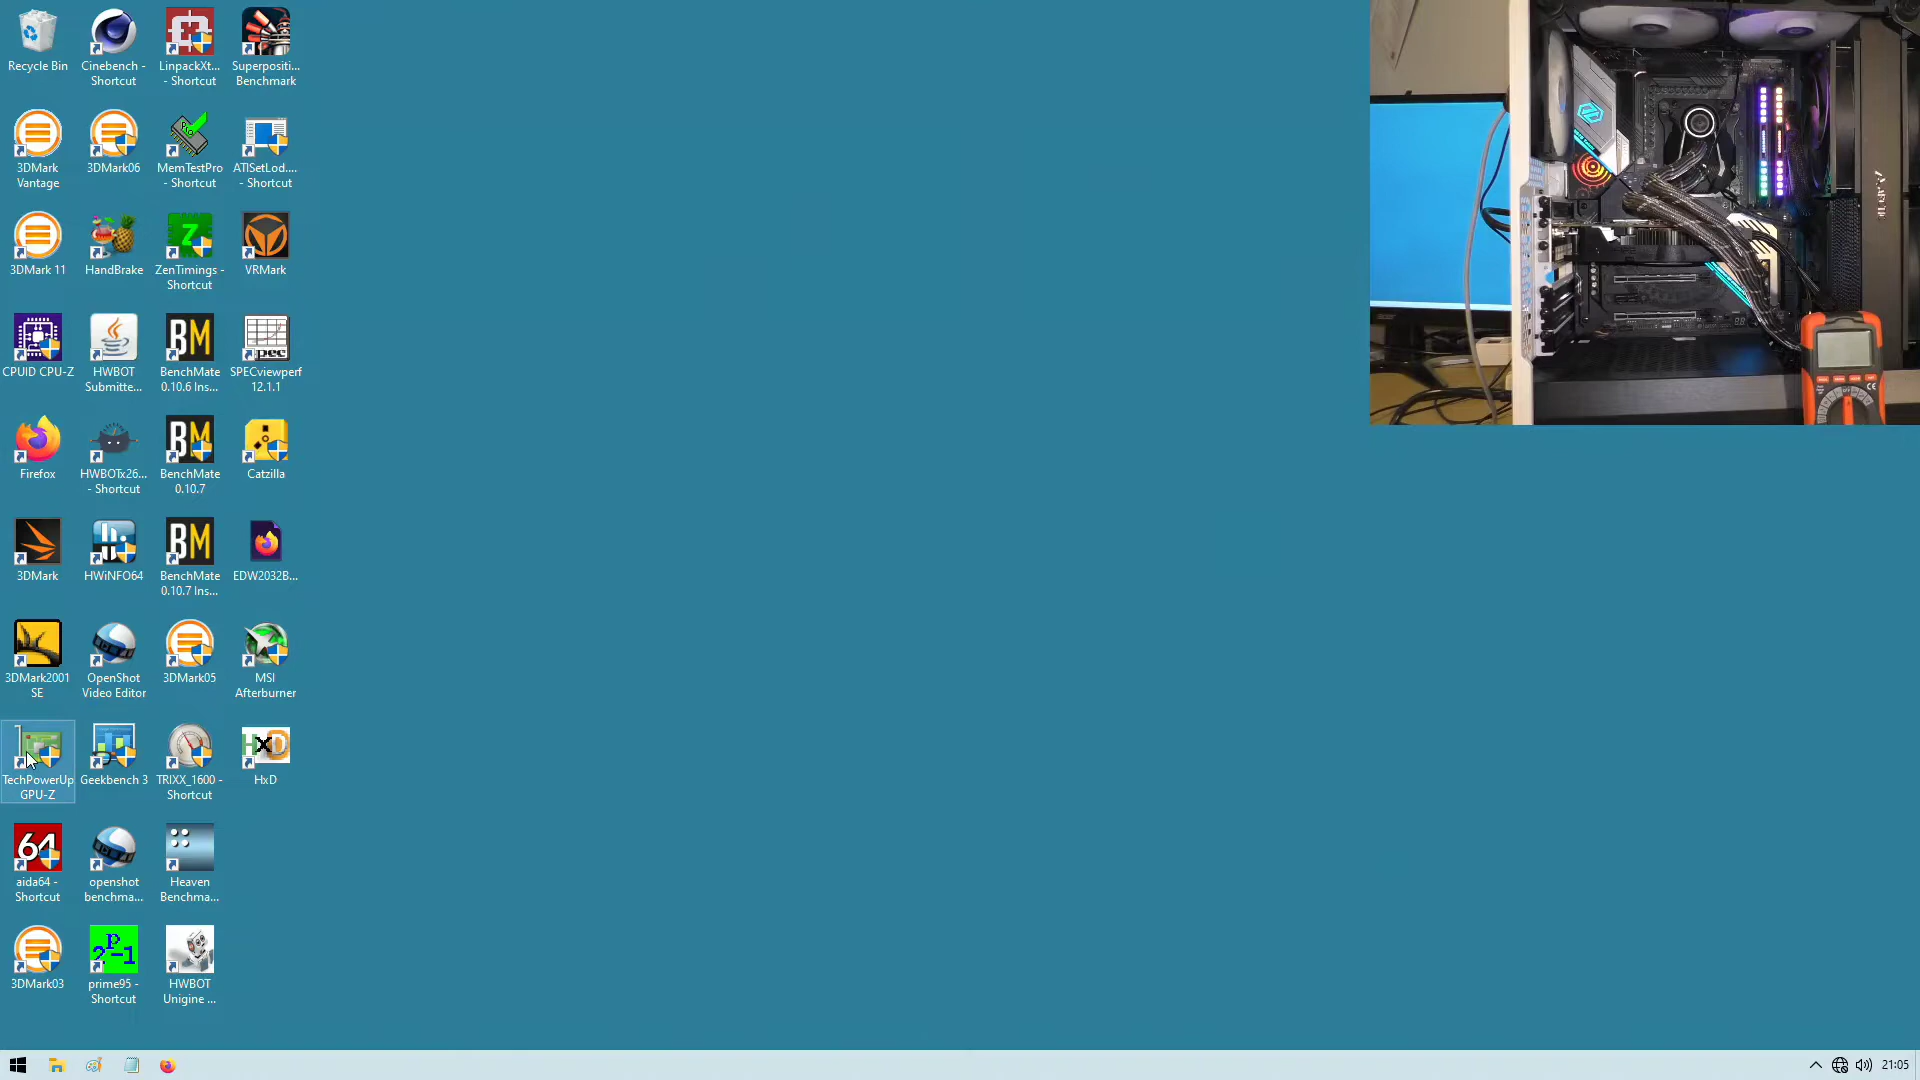 Recycle Bin
Cinebench -
Shortcut
LinpackXt...
- Shortcut
Superpositi...
Benchmark
3DMark
Vantage
3DMark06
MemTestPro
- Shortcut
ATISetLod....
- Shortcut
3DMark 11
HandBrake
ZenTimings -
Shortcut
VRMark
CPUID CPU-Z
HWBOT
Submitte...
BenchMate
0.10.6 Ins...
SPECviewperf
12.1.1
Firefox
HWBOTx26...
- Shortcut
BenchMate
0.10.7
Catzilla
3DMark
HWiNFO64
BenchMate
0.10.7 Ins...
EDW2032B...
3DMark2001
SE
OpenShot
Video Editor
3DMark05
MSI
Afterburner
TechPowerUp
GPU-Z
Geekbench 3
TRIXX_1600 -
Shortcut
HxD
aida64 -
Shortcut
openshot
benchma...
Heaven
Benchma...
3DMark03
prime95 -
Shortcut
HWBOT
Unigine ...
21:05